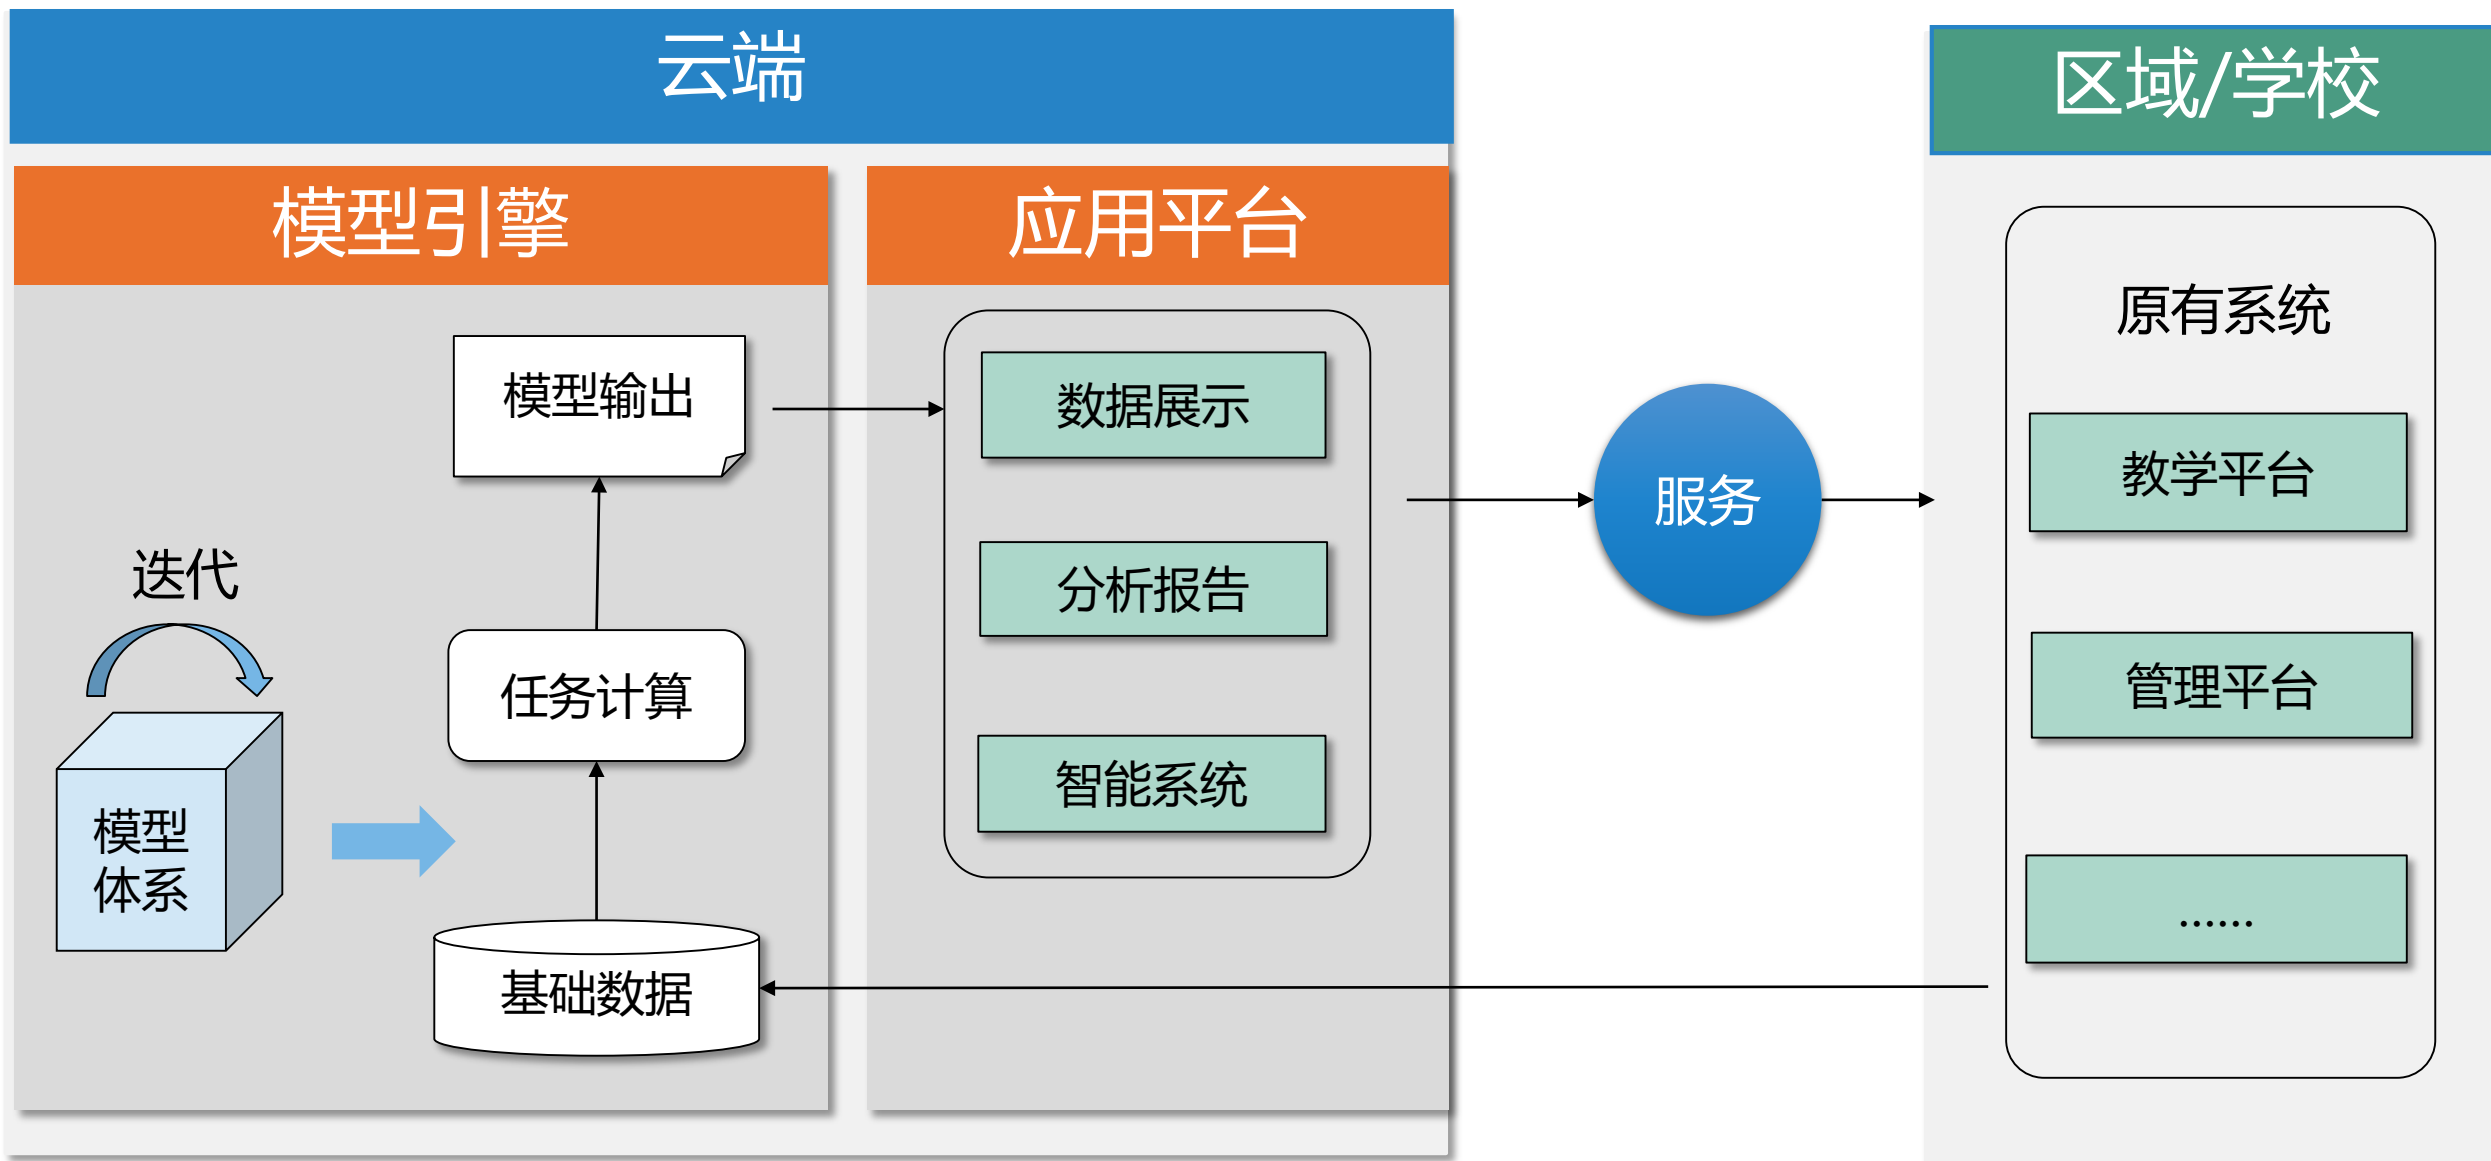 云端
模型引擎
模型输出
迭代
任务计算
模型
体系
基础数据
应用平台
数据展示
分析报告
智能系统
服务
区域/学校
原有系统
教学平台
管理平台
……